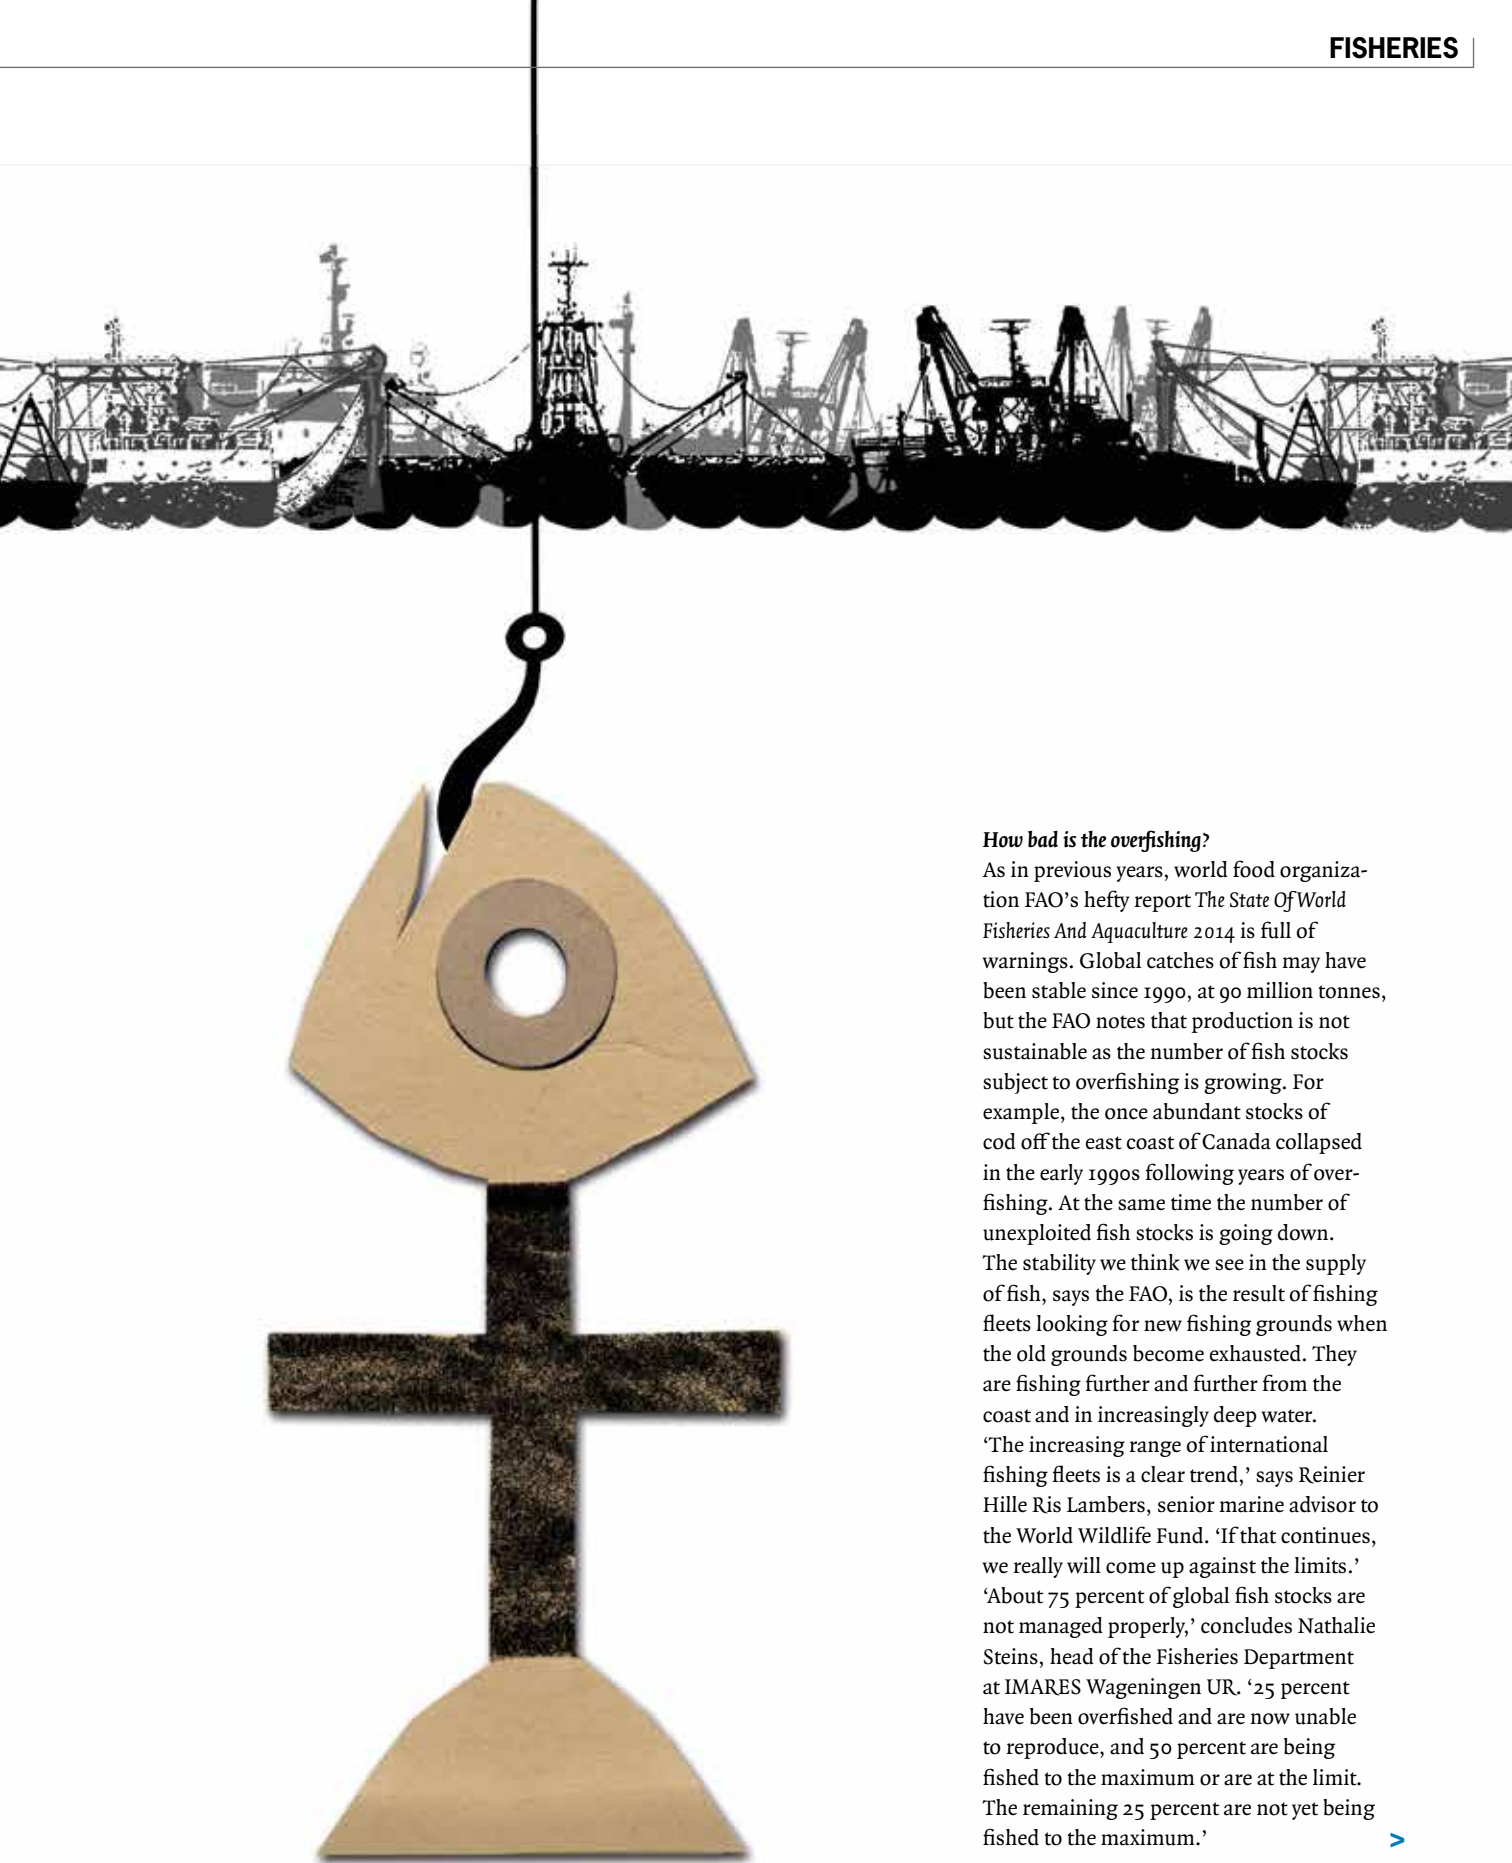 FISHERIES
How bad is the overfishing?
As in previous years, world food organiza-
tion FAO’s hefty report The State Of World
Fisheries And Aquaculture 2014 is full of
warnings. Global catches of fish may have
been stable since 1990, at 90 million tonnes,
but the FAO notes that production is not
sustainable as the number of fish stocks
subject to overfishing is growing. For
example, the once abundant stocks of
cod off the east coast of Canada collapsed
in the early 1990s following years of over-
fishing. At the same time the number of
unexploited fish stocks is going down.
The stability we think we see in the supply
of fish, says the FAO, is the result of fishing
fleets looking for new fishing grounds when
the old grounds become exhausted. They
are fishing further and further from the
coast and in increasingly deep water.
‘The increasing range of international
fishing fleets is a clear trend,’ says Reinier
Hille Ris Lambers, senior marine advisor to
the World Wildlife Fund. ‘If that continues,
we really will come up against the limits.’
‘About 75 percent of global fish stocks are
not managed properly,’ concludes Nathalie
Steins, head of the Fisheries Department
at IMARES Wageningen UR. ‘25 percent
have been overfished and are now unable
to reproduce, and 50 percent are being
fished to the maximum or are at the limit.
The remaining 25 percent are not yet being
fished to the maximum.’ >